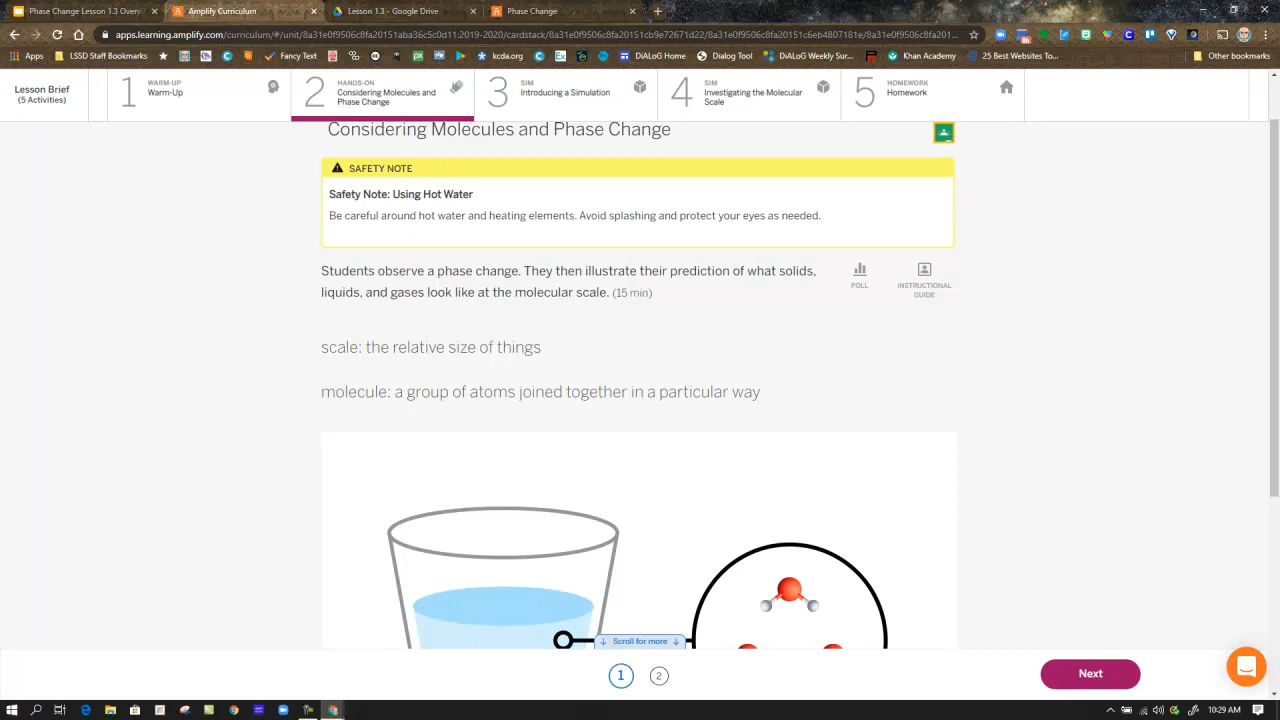 Phase Change Lesson 1.3 Overv
Amplify Curriculum
Lesson 1.3 - Google Drive
Phase Change
apps.learning.amplify.com/curriculum/#/unit/8a31e0f9506c8fa20151aba36c5c0d11:2019-2020/cardstack/8a31e0f9506c8fa20151cb9e72671d22/8a31e0f9506c8fa20151c6eb4807181e/8a31e0f9506c8fa20151...
Apps
LSSD Staff Bookmarks
Fancy Text
kcda.org
DiALoG Home
Dialog Tool
DiALoG Weekly Sur...
Khan Academy
25 Best Websites To...
Other bookmarks
Lesson Brief
(5 Activities)
1
WARM-UP
Warm-Up
2
HANDS-ON
Considering Molecules and
Phase Change
3
SIM
Introducing a Simulation
4
SIM
Investigating the Molecular
Scale
5
HOMEWORK
Homework
Considering Molecules and Phase Change
SAFETY NOTE
Safety Note: Using Hot Water
Be careful around hot water and heating elements. Avoid splashing and protect your eyes as needed.
Students observe a phase change. They then illustrate their prediction of what solids,
liquids, and gases look like at the molecular scale. (15 min)
POLL
INSTRUCTIONAL
GUIDE
scale: the relative size of things
molecule: a group of atoms joined together in a particular way
Scroll for more
1
2
Next
10:29 AM